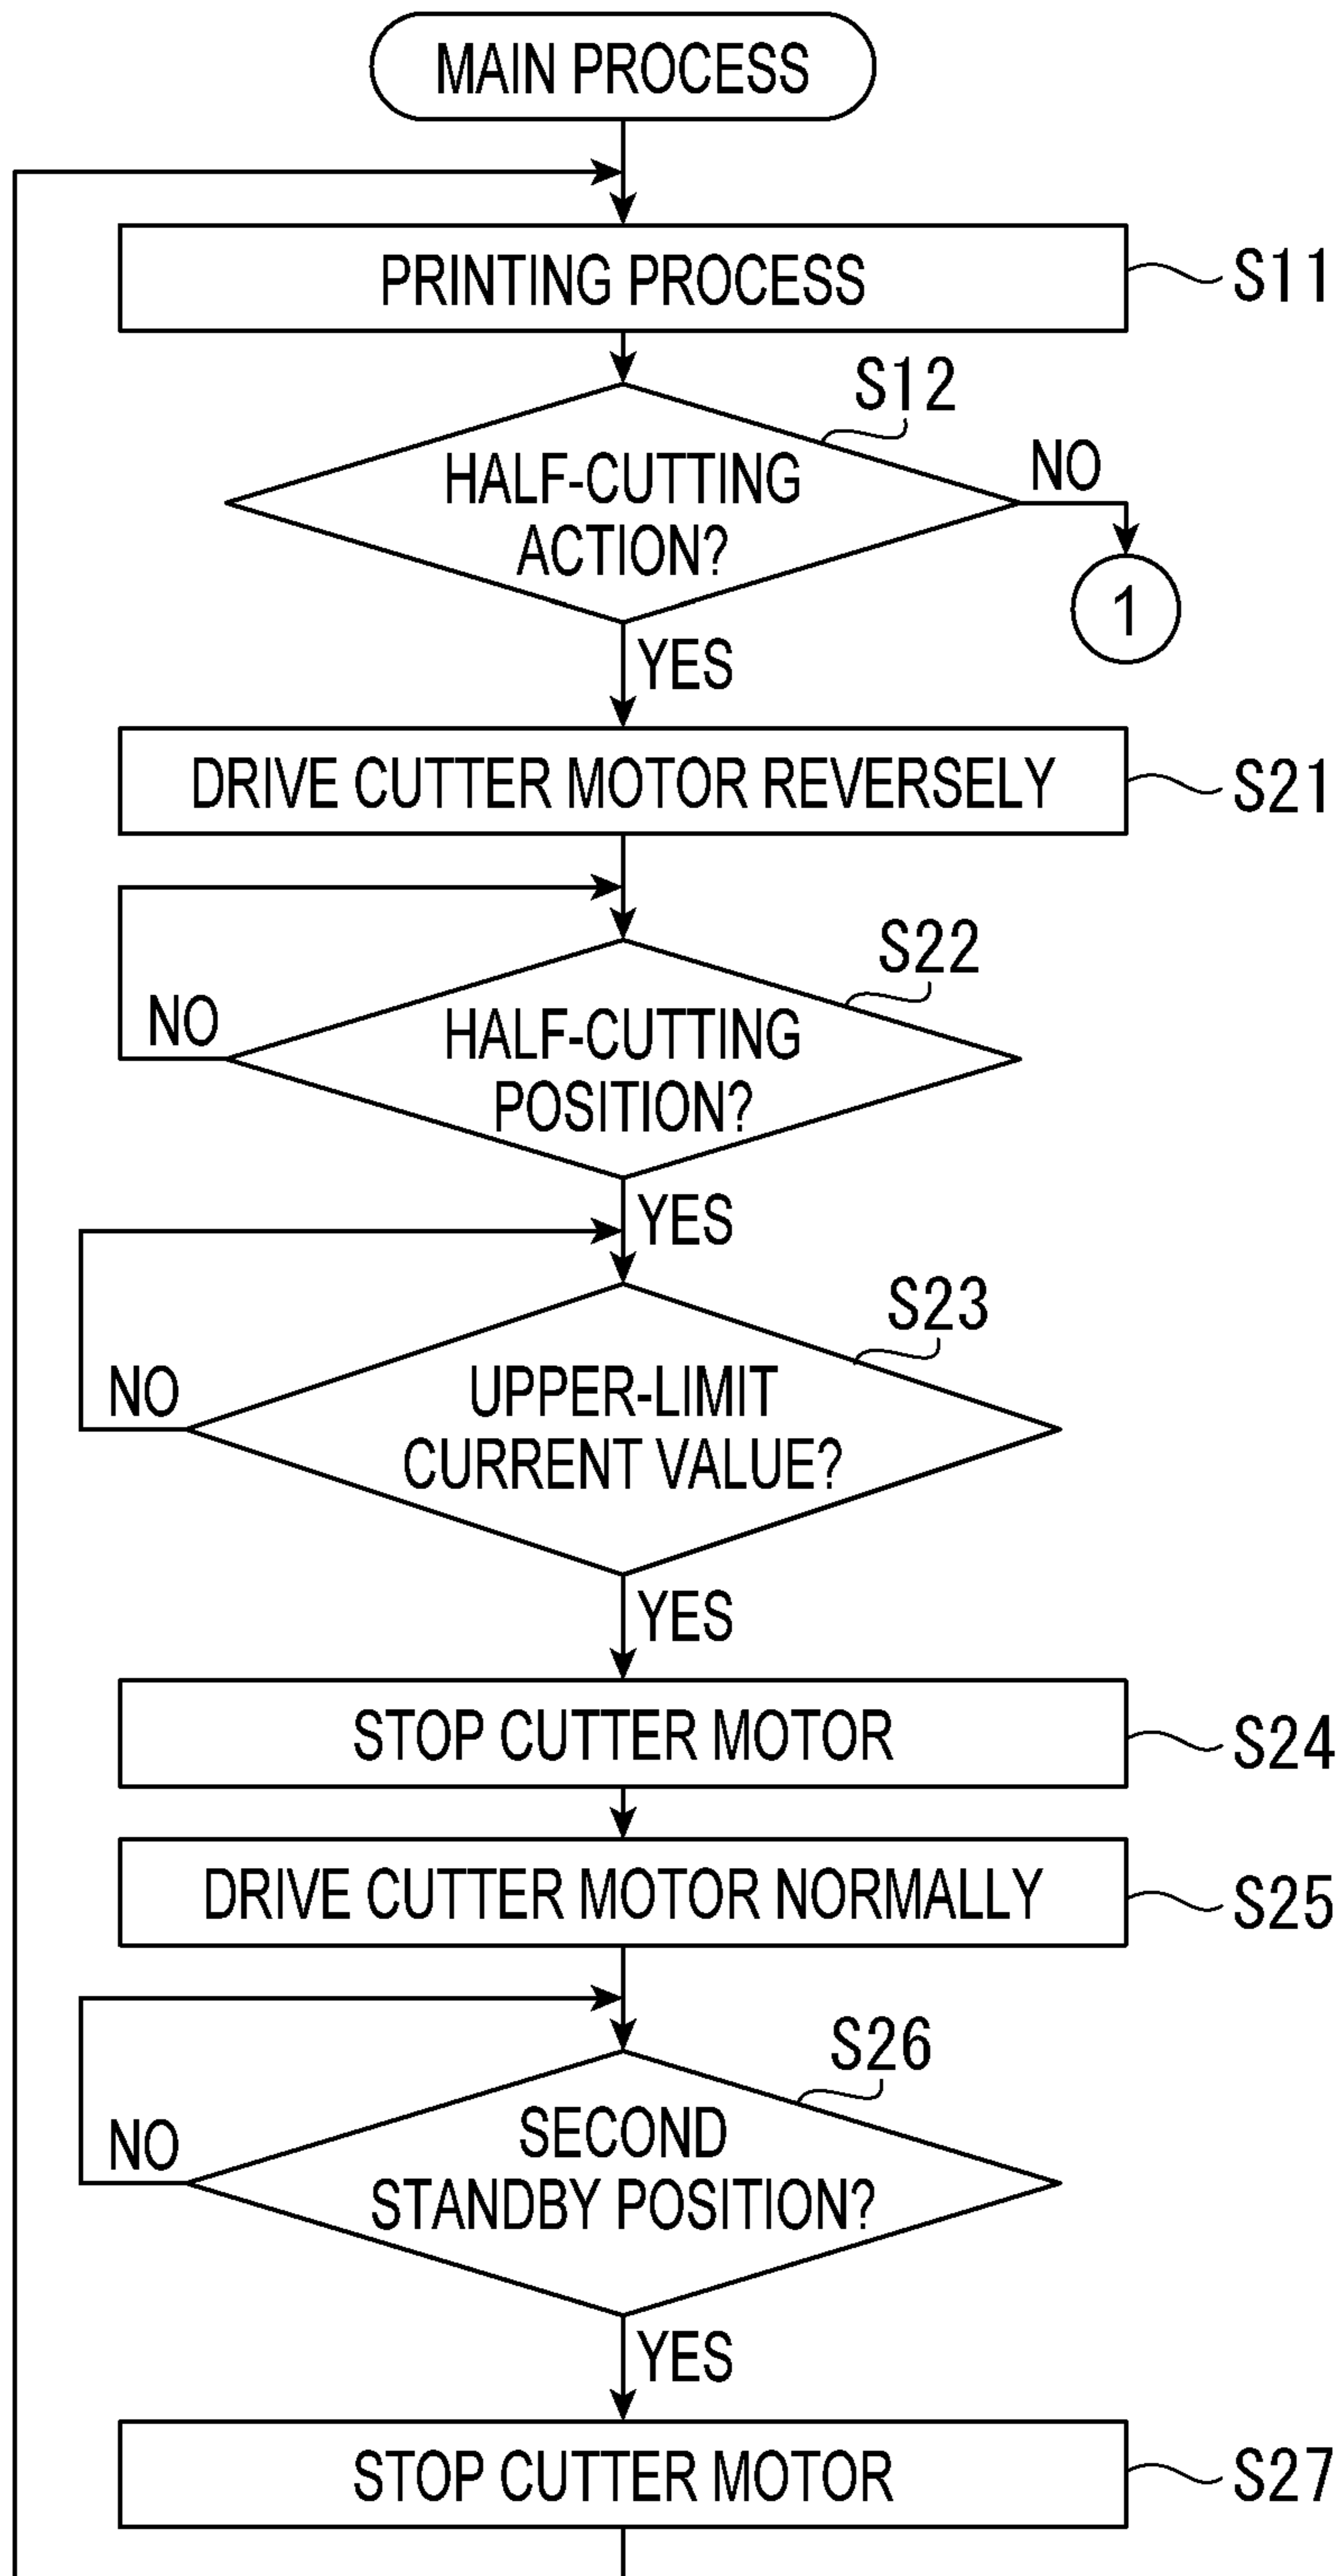 MAIN PROCESS
PRINTING PROCESS
S11
S12
HALF-CUTTING
ACTION?
NO
1
YES
DRIVE CUTTER MOTOR REVERSELY
S21
S22
NO
HALF-CUTTING
POSITION?
YES
S23
NO
UPPER-LIMIT
CURRENT VALUE?
YES
STOP CUTTER MOTOR
S24
DRIVE CUTTER MOTOR NORMALLY
S25
S26
NO
SECOND
STANDBY POSITION?
YES
STOP CUTTER MOTOR
S27